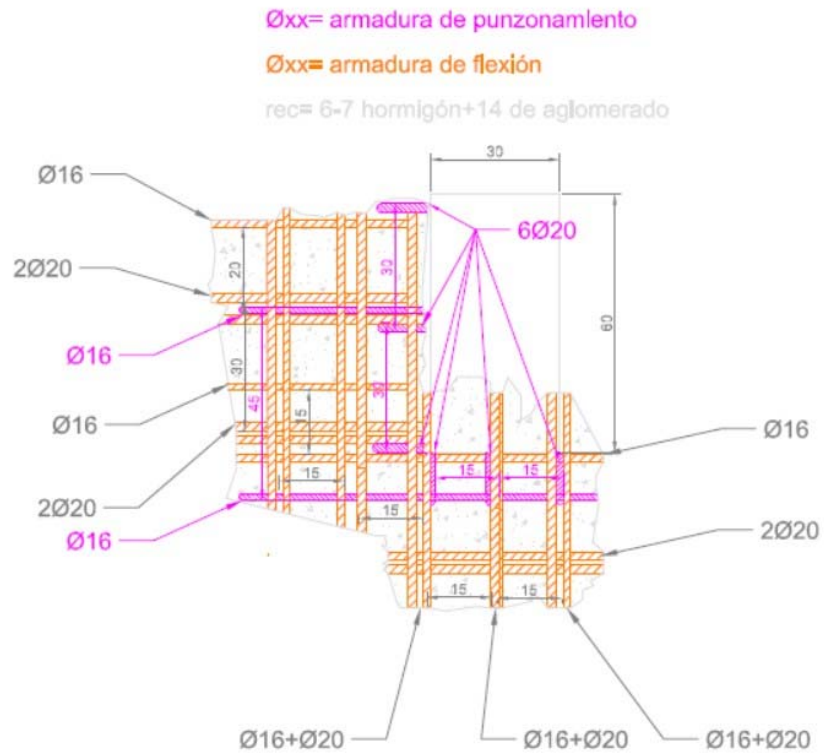 Øxx= armadura de punzonamiento
Øxx= armadura de flexión
rec= 6-7 hormigón+14 de aglomerado
30
Ø16
6Ø20
2Ø20
20
30
60
Ø16
30
45
30
Ø16
15
Ø16
15
15
15
2Ø20
15
Ø16
2Ø20
15
15
Ø16+Ø20
Ø16+Ø20
Ø16+Ø20